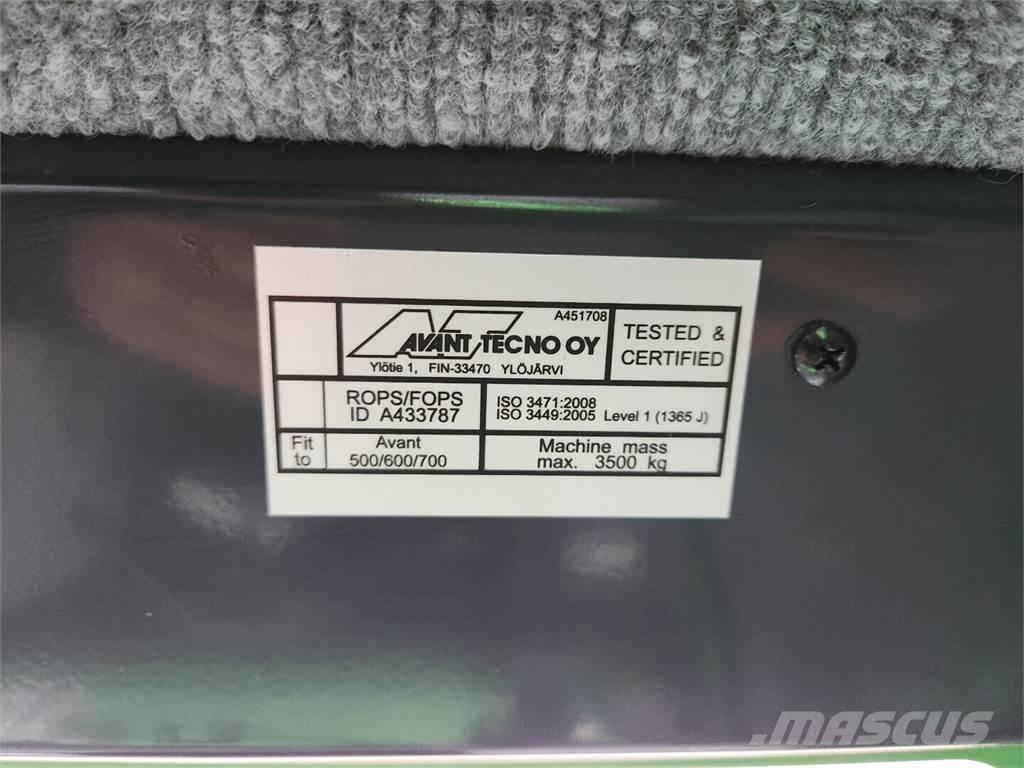 A451708
AVANT TECNO OY
Ylötie 1, FIN-33470 YLÖJÄRVI
TESTED &
CERTIFIED
ROPS/FOPS
ID A433787
ISO 3471:2008
ISO 3449:2005 Level 1 (1365 J)
Fit
to
Avant
500/600/700
Machine mass
max. 3500 kg
MASCUS